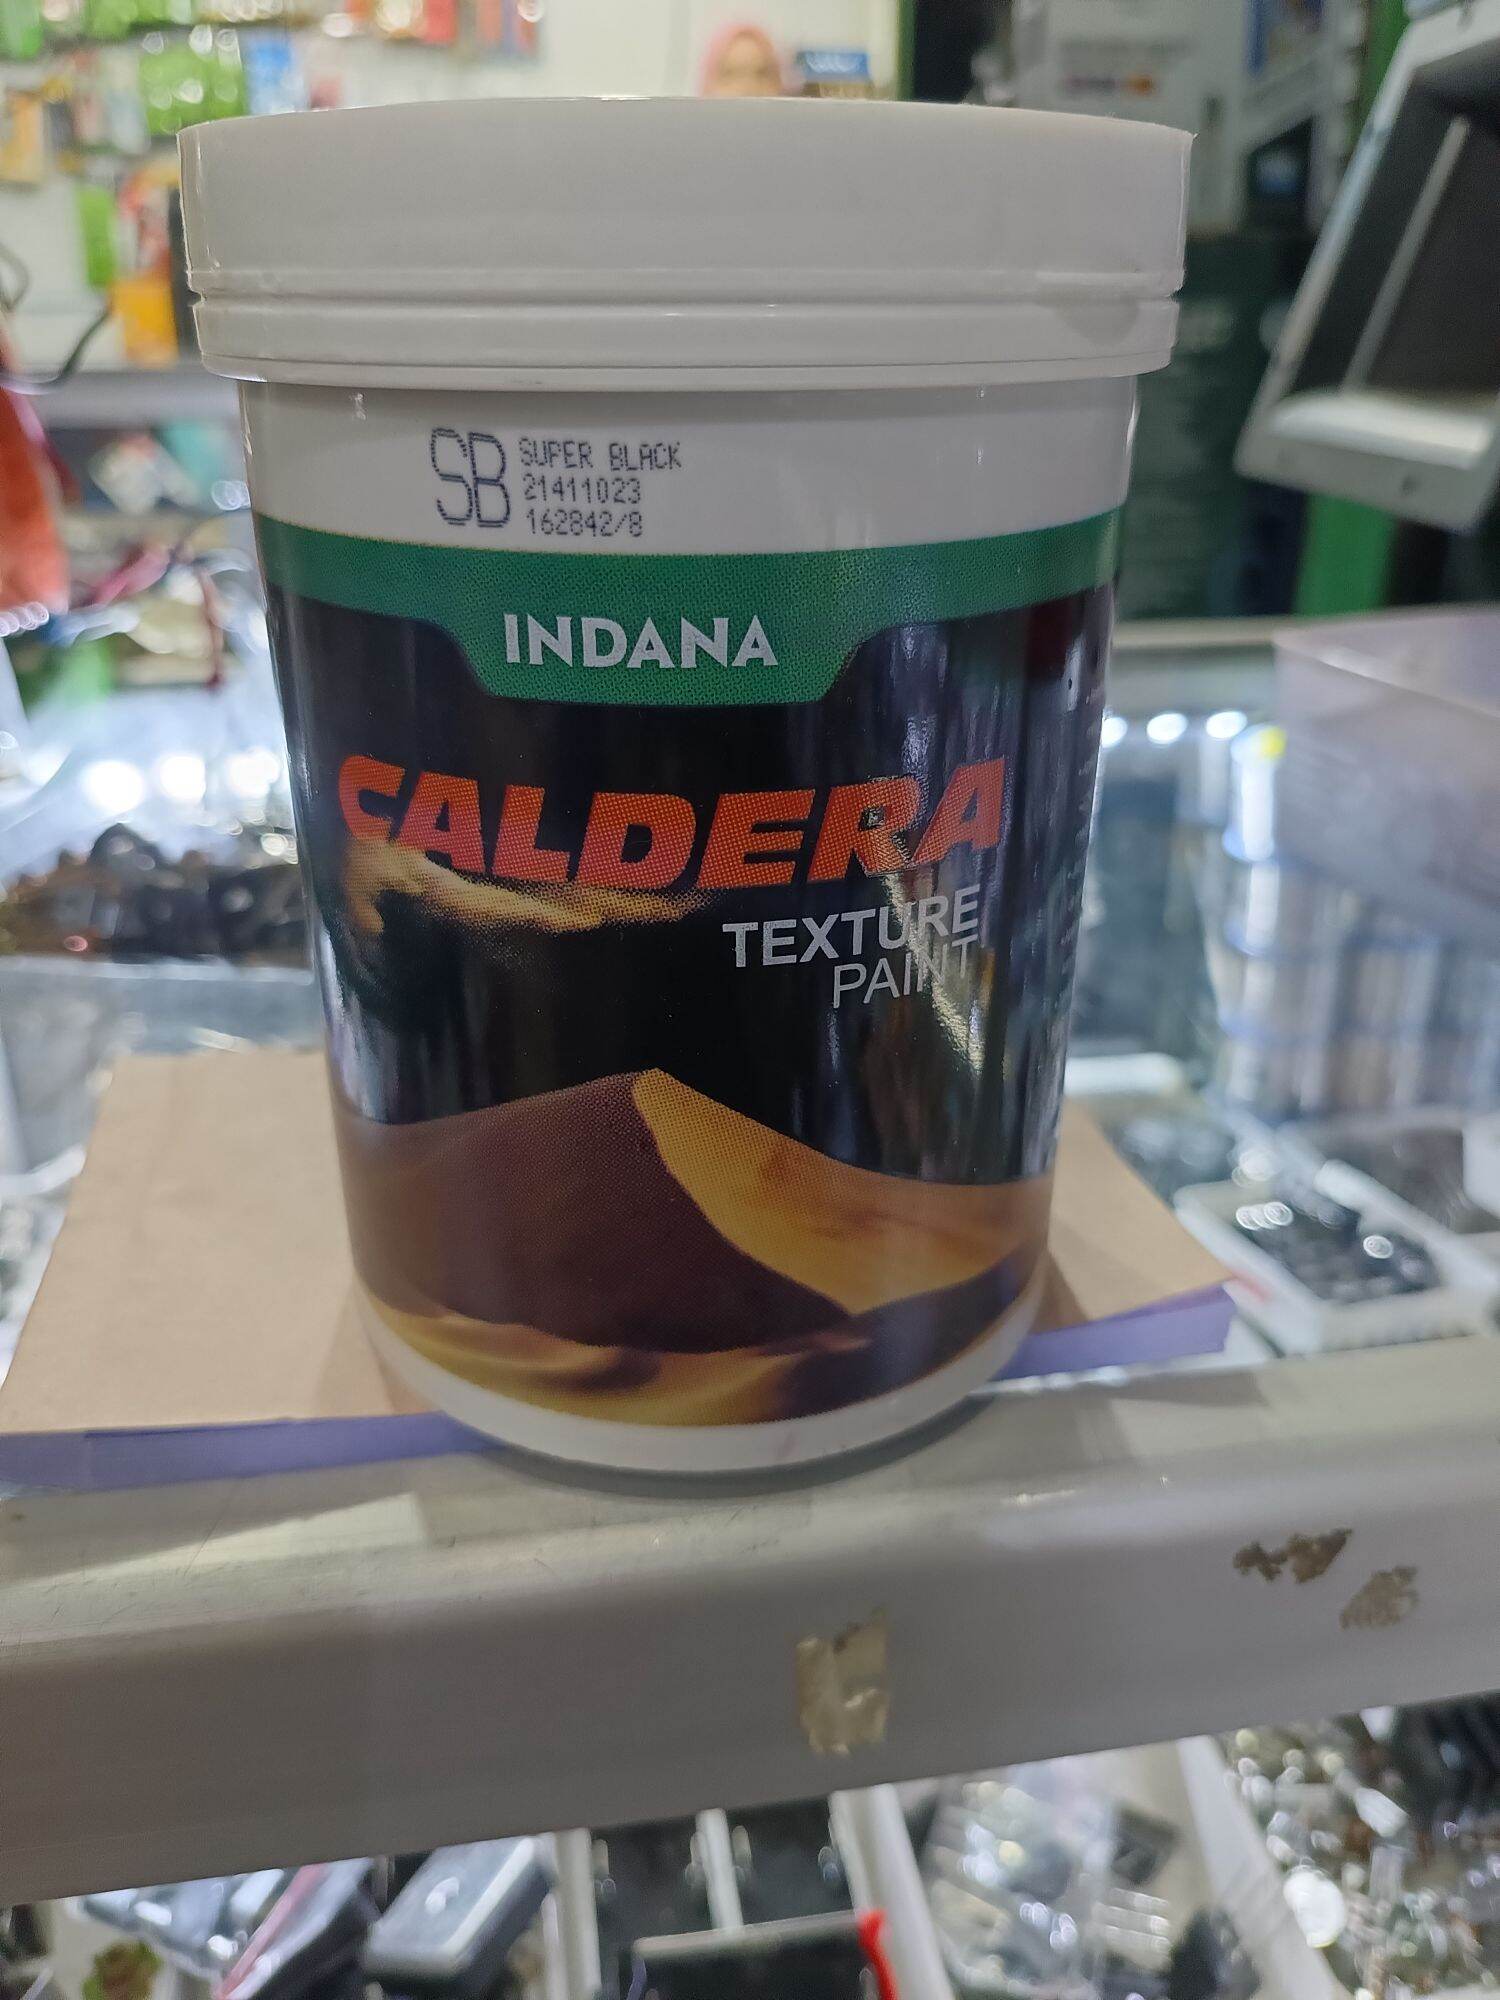 SB
SUPER BLACK
21411023
162842/8
INDANA
CALDERA
TEXTURE
PAINT